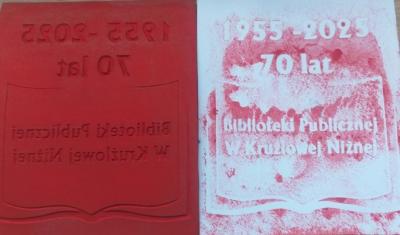 1955 - 2025
70 lat
Biblioteki Publicznej
W Krużlowej Niżnej
1955 -2025
70 lat
Biblioteki Publicznej
W Krużlowej Niżnej